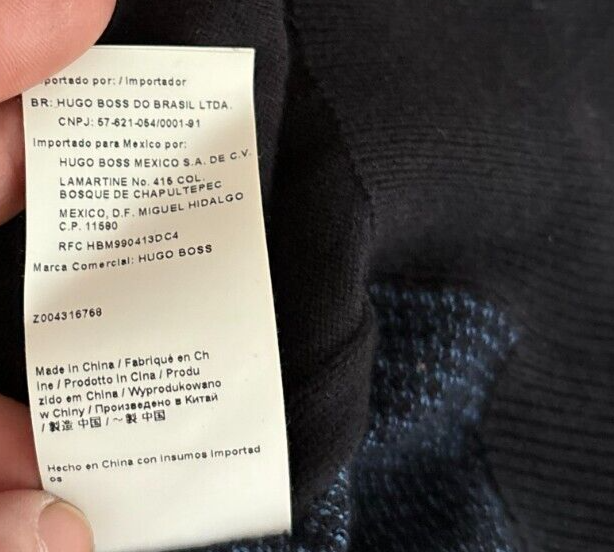 portado por: / Importador
BR: HUGO BOSS DO BRASIL LTDA.
CNPJ: 57-621-054/0001-91
Importado para Mexico por:
HUGO BOSS MEXICO S.A. DE C.V.
LAMARTINE No. 415 COL.
BOSQUE DE CHAPULTEPEC
MEXICO, D.F. MIGUEL HIDALGO
C.P. 11580
RFC HBM990413DC4
Marca Comercial: HUGO BOSS
Z004316768
Made in China / Fabriqué en Ch
ine / Prodotto in Cina / Produ
zido em China / Wyprodukowano
w Chiny / Произведено в Китай
/ 製造 中国 / ～製 中国
Hecho en China con insumos importad
os